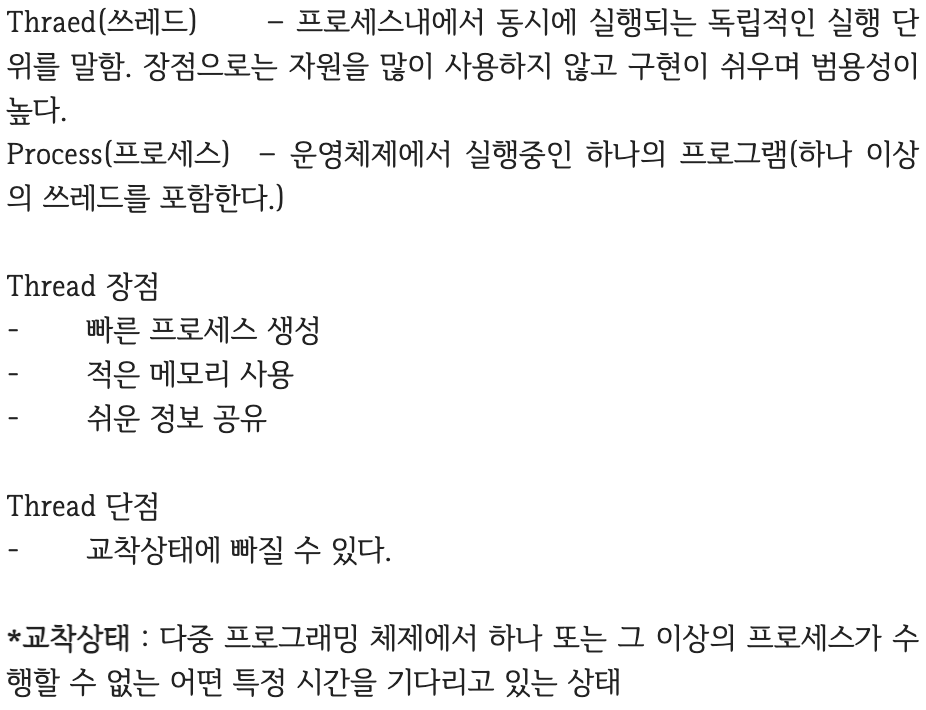 Thraed(쓰레드) – 프로세스내에서 동시에 실행되는 독립적인 실행 단
위를 말함. 장점으로는 자원을 많이 사용하지 않고 구현이 쉬우며 범용성이
높다.
Process(프로세스) – 운영체제에서 실행중인 하나의 프로그램(하나 이상
의 쓰레드를 포함한다.)
Thread 장점
- 빠른 프로세스 생성
- 적은 메모리 사용
- 쉬운 정보 공유
Thread 단점
- 교착상태에 빠질 수 있다.
*교착상태 : 다중 프로그래밍 체제에서 하나 또는 그 이상의 프로세스가 수
행할 수 없는 어떤 특정 시간을 기다리고 있는 상태